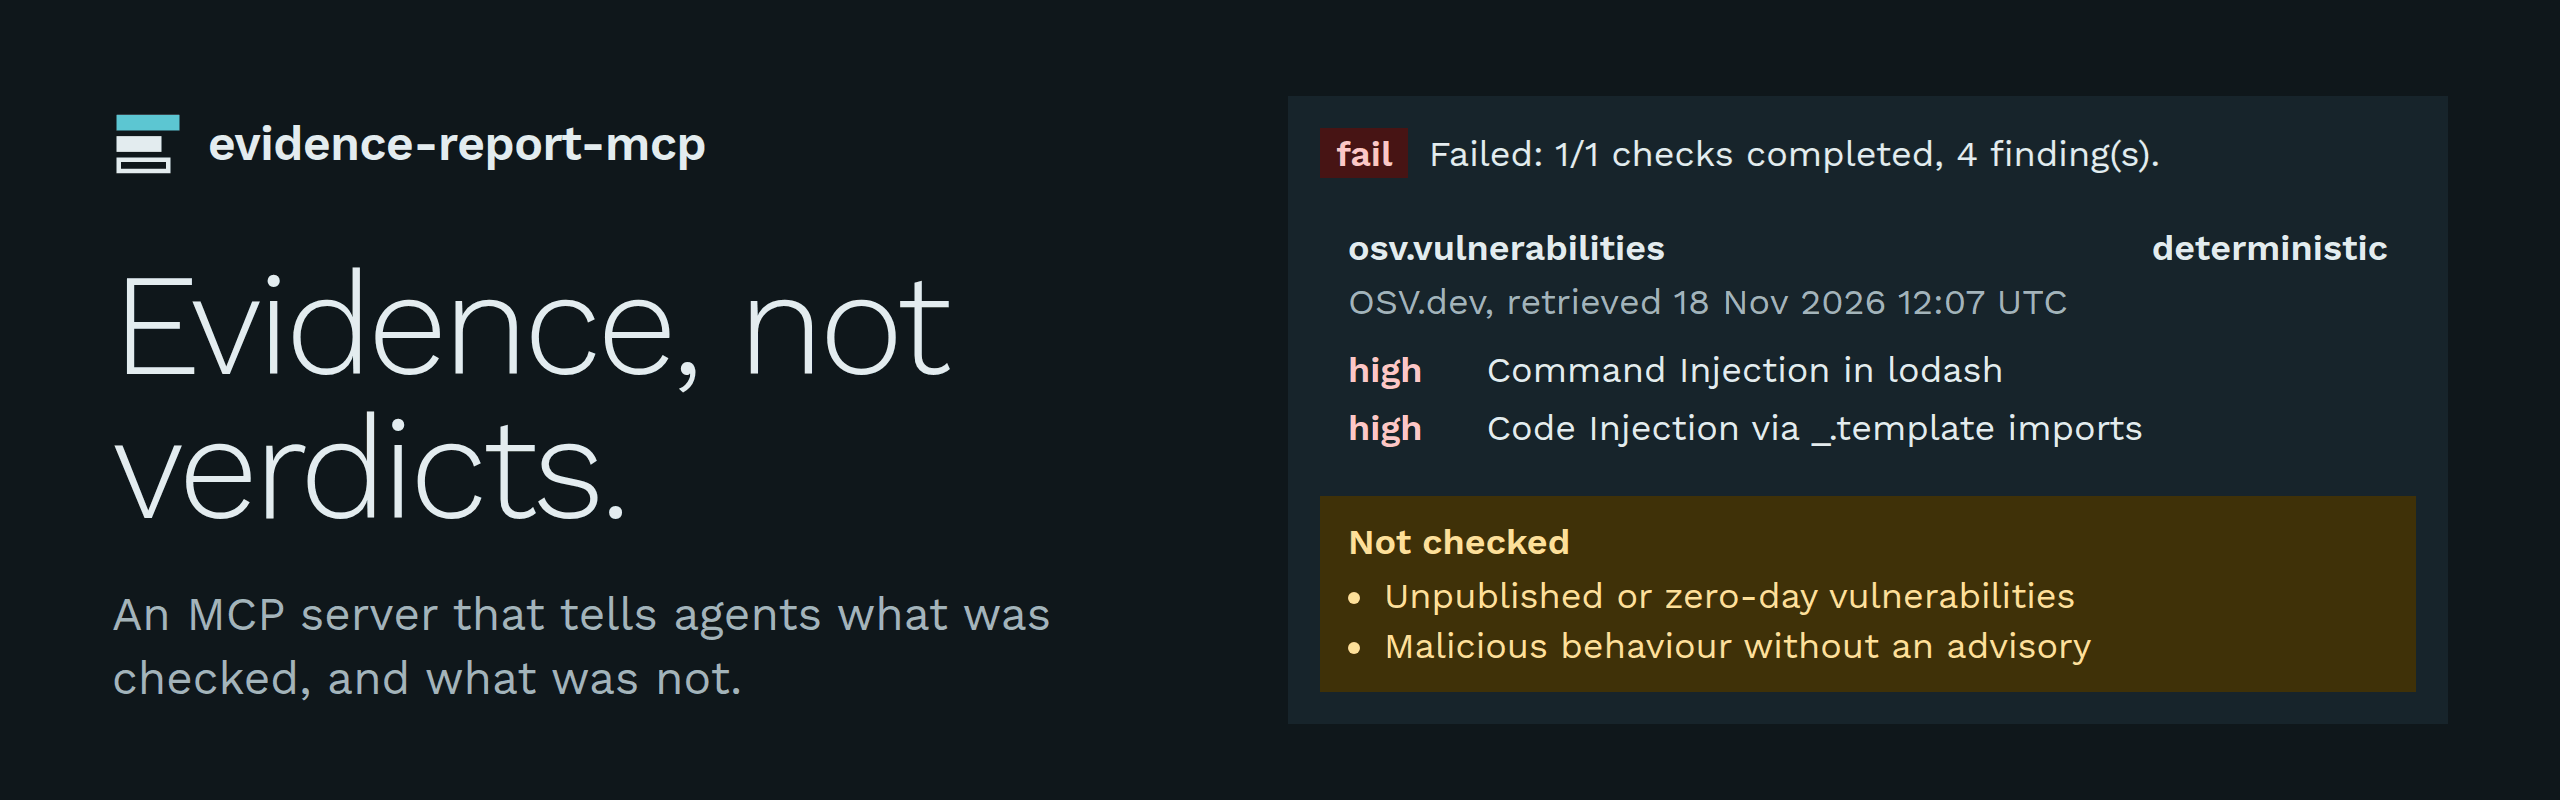 evidence-report-mcp
Evidence, not
verdicts.
An MCP server that tells agents what was
checked, and what was not.
fail Failed: 1/1 checks completed, 4 finding(s).
osv.vulnerabilities deterministic
OSV.dev, retrieved 18 Nov 2026 12:07 UTC
high Command Injection in lodash
high Code Injection via _.template imports
Not checked
• Unpublished or zero-day vulnerabilities
• Malicious behaviour without an advisory